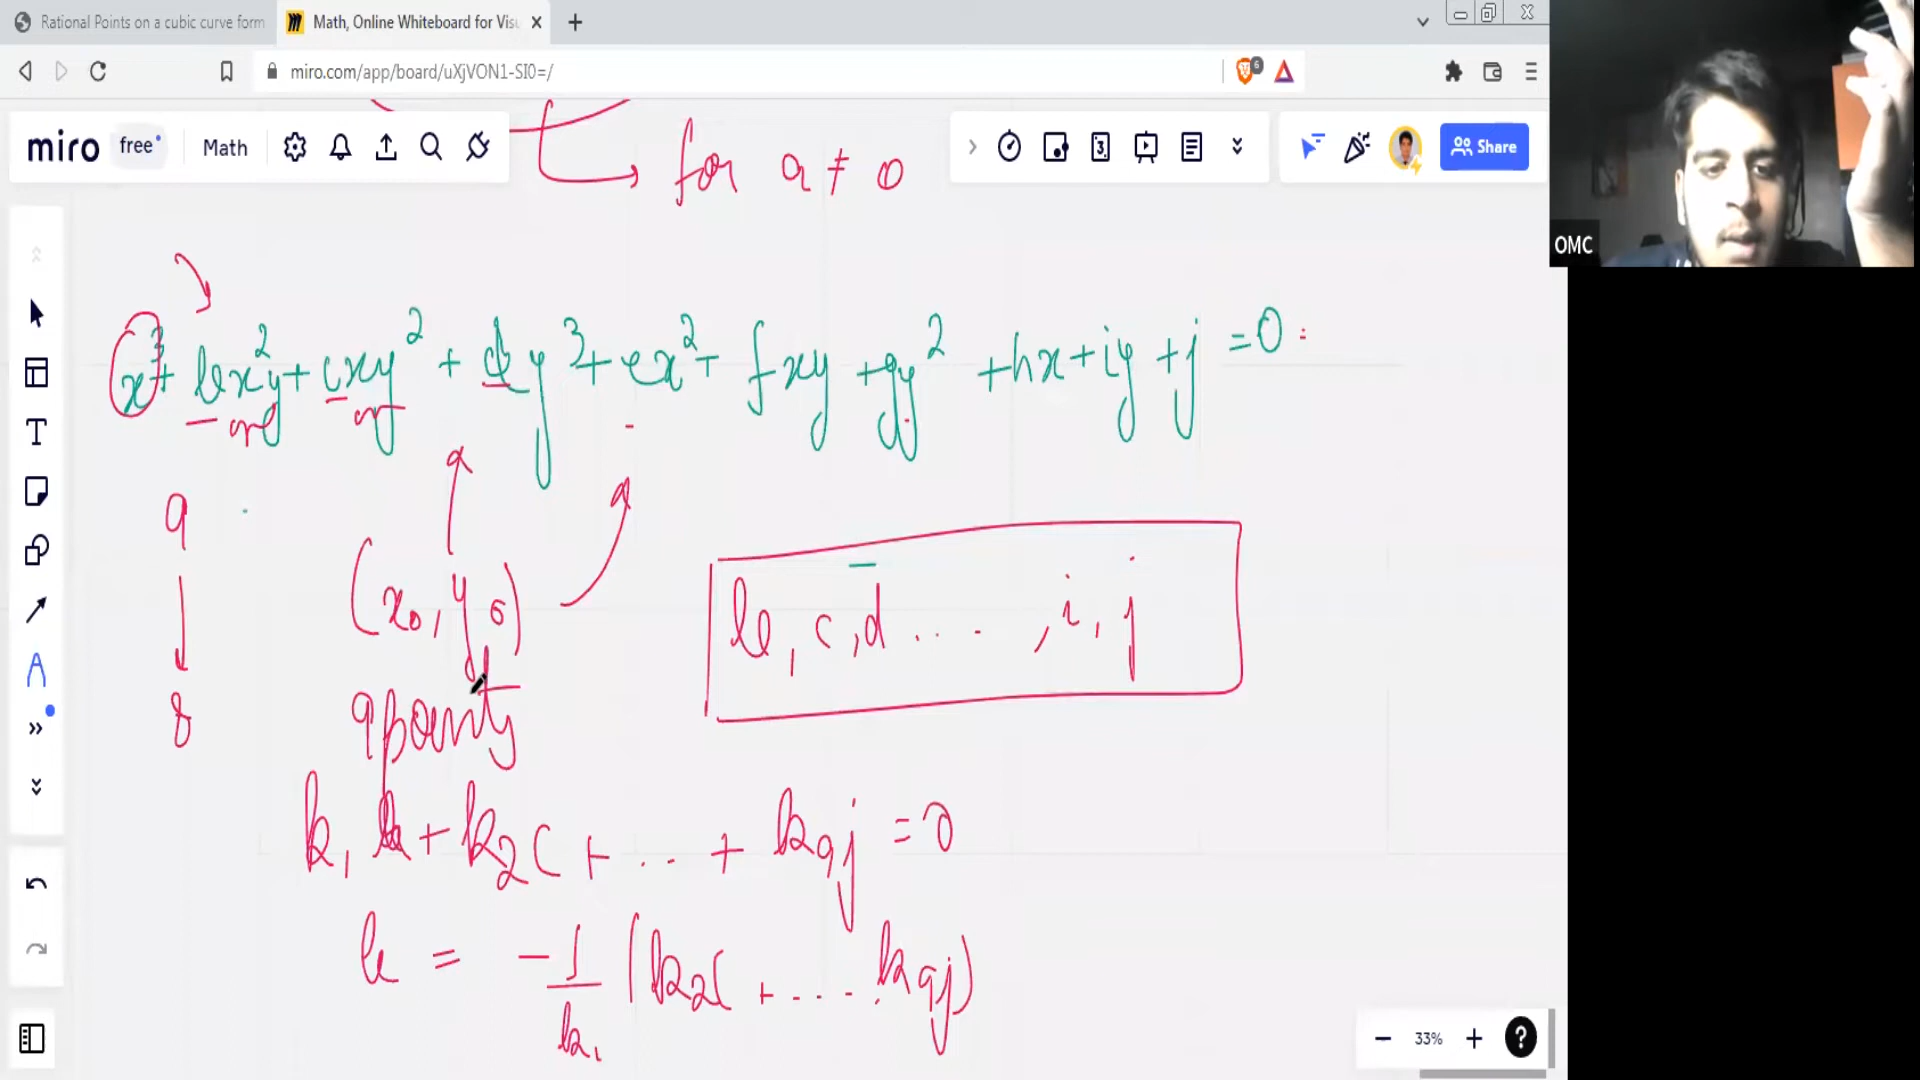 Rational Points on a cubic curve form
Math, Online Whiteboard for Visu
miro.com/app/board/uXjVON1-SI0=/
6
miro free Math
3
Share
OMC
for a ≠ 0
x³ + bx²y + cxy² + dy³ + ex² + fxy + gy² + hx + iy + j = 0
9
(x₀, y₀)
b, c, d ...., i, j
8
9 points
k₁b + k₂c + .. + k₉j = 0
b = -1/k₁ (k₂c + .... k₉j)
33%